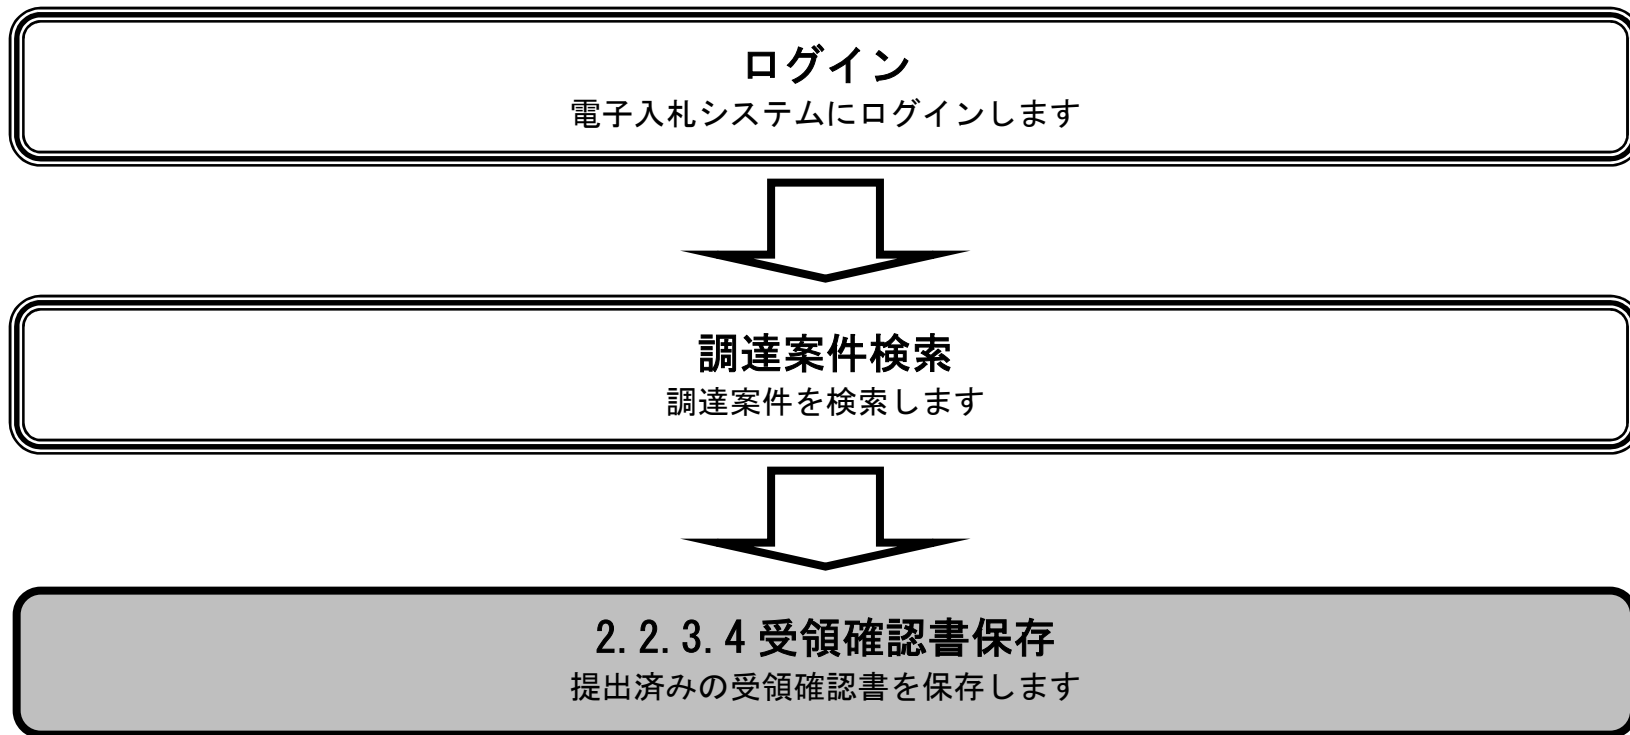 ログイン
電子入札システムにログインします
調達案件検索
調達案件を検索します
2.2.3.4 受領確認書保存
提出済みの受領確認書を保存します